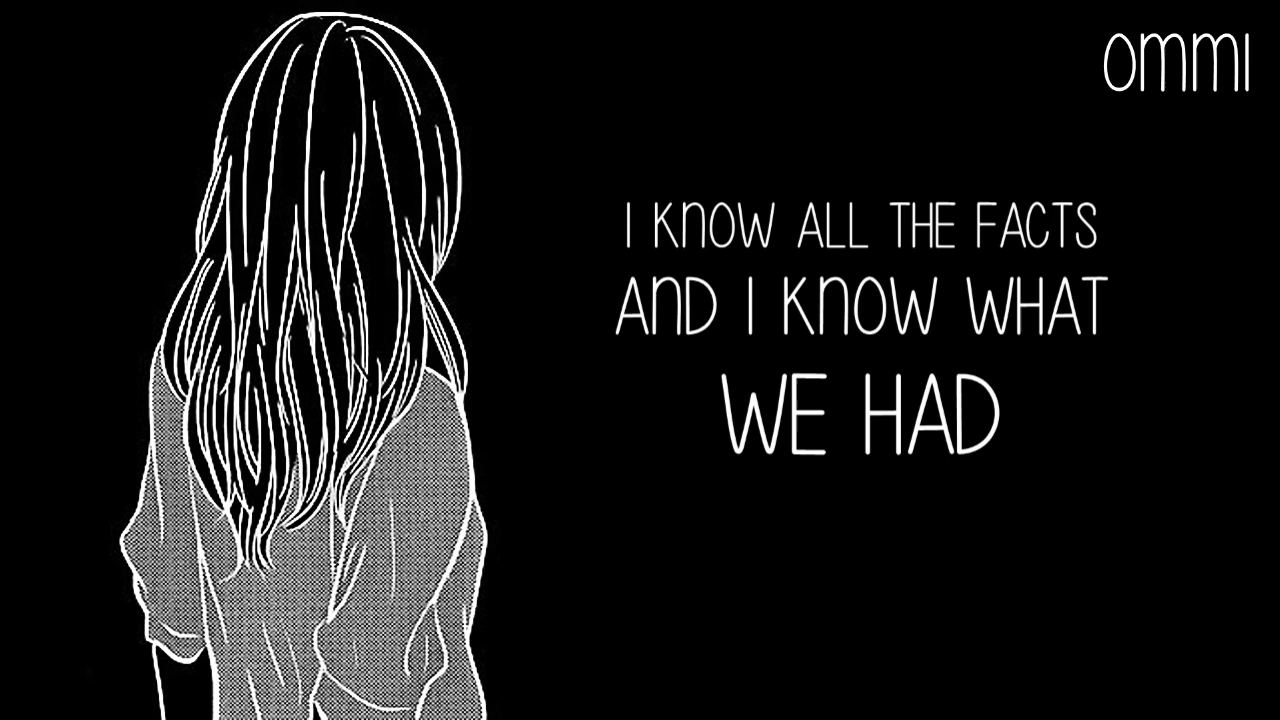 OMMI
I KNOW ALL THE FACTS
AND I KNOW WHAT
WE HAD